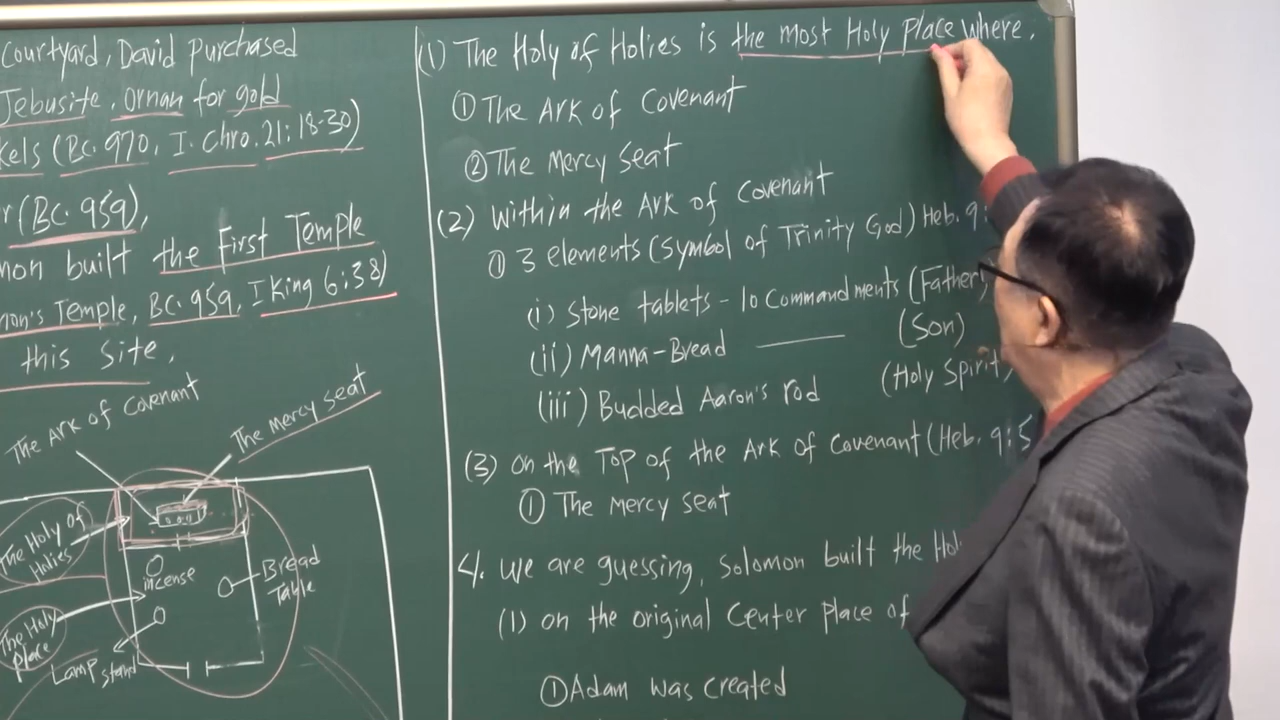 Courtyard, David purchased
Jebusite, Ornan for gold
kels (BC. 970, I. Chro. 21:18-30)
r (BC. 959),
mon built the First Temple
mon's Temple, BC. 959, I King 6:38)
this site.
The Ark of Covenant
The Mercy seat
The Holy of
Holies
incense
Bread
Table
The Holy
place
Lamp stand
(1) The Holy of Holies is the most Holy Place where,
① The Ark of Covenant
② The Mercy Seat
(2) Within the Ark of Covenant
① 3 elements (Symbol of Trinity God) Heb. 9:
(i) Stone tablets - 10 Commandments (Father)
(ii) Manna-Bread —— (Son)
(iii) Budded Aaron's rod (Holy Spirit)
(3) on the Top of the Ark of Covenant (Heb. 9:5
① The Mercy seat
4. We are guessing, Solomon built the Hol
(1) on the original Center place of
① Adam was created